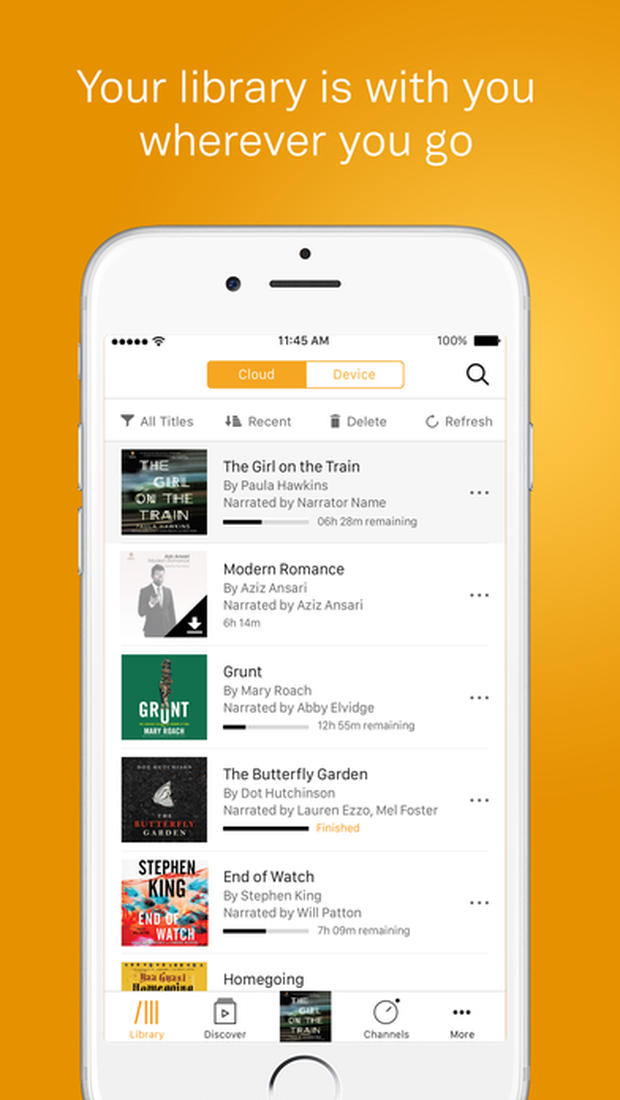 Your library is with you
wherever you go
11:45 AM
100%
Cloud
Device
All Titles
Recent
Delete
Refresh
THE
GIRL
ON THE
TRAIN
PAULA HAWKINS
The Girl on the Train
By Paula Hawkins
Narrated by Narrator Name
06h 28m remaining
Aziz Ansari
Modern Romance
Modern Romance
By Aziz Ansari
Narrated by Aziz Ansari
6h 14m
GRUNT
MARY ROACH
Grunt
By Mary Roach
Narrated by Abby Elvidge
12h 55m remaining
DOT HUTCHISON
THE
BUTTERFLY
GARDEN
The Butterfly Garden
By Dot Hutchinson
Narrated by Lauren Ezzo, Mel Foster
Finished
STEPHEN
KING
END OF
WATCH
End of Watch
By Stephen King
Narrated by Will Patton
7h 09m remaining
Yaa Gyasi
Homegoing
Homegoing
Library
Discover
THE
GIRL
ON THE
TRAIN
Channels
More